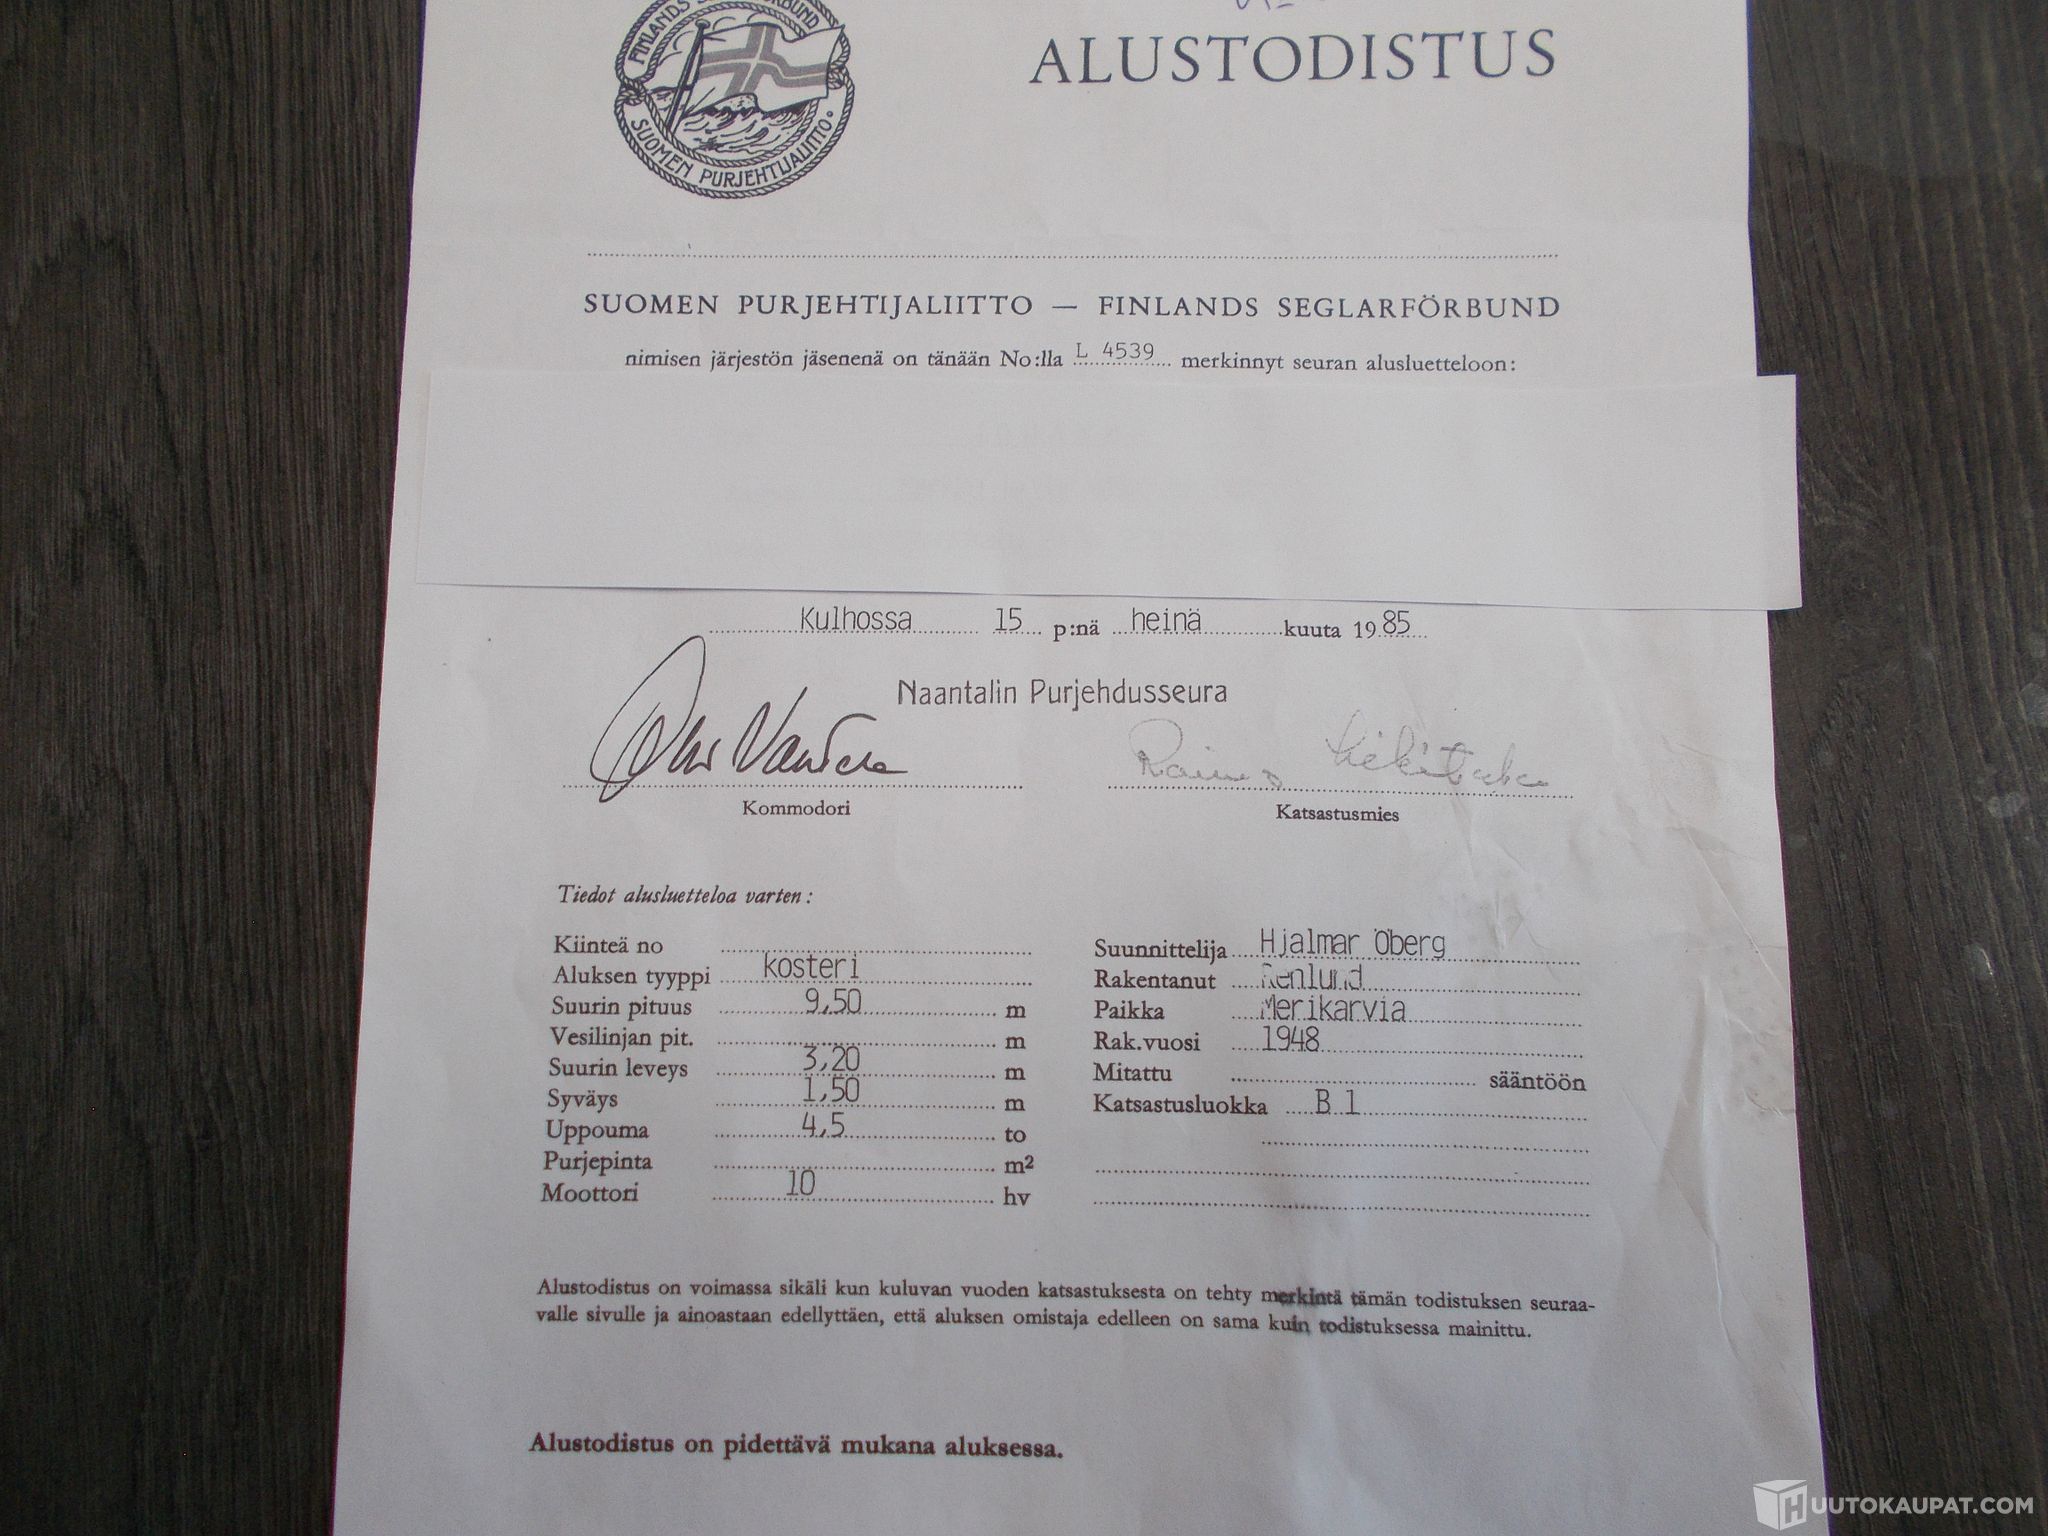 FINLANDS SEGLARFÖRBUND
SUOMEN PURJEHTIJALIITTO
ALUSTODISTUS
SUOMEN PURJEHTIJALIITTO — FINLANDS SEGLARFÖRBUND
nimisen järjestön jäsenenä on tänään No:lla L 4539 merkinnyt seuran alusluetteloon:
Kulhossa 15 p:nä heinä kuuta 1985
Naantalin Purjehdusseura
Kommodori
Katsastusmies
Tiedot alusluetteloa varten:
Kiinteä no
Aluksen tyyppi kosteri
Suurin pituus 9,50 m
Vesilinjan pit. m
Suurin leveys 3,20 m
Syväys 1,50 m
Uppouma 4,5 to
Purjepinta m²
Moottori 10 hv
Suunnittelija Hjalmar Öberg
Rakentanut Renlund
Paikka Merikarvia
Rak.vuosi 1948
Mitattu sääntöön
Katsastusluokka B 1
Alustodistus on voimassa sikäli kun kuluvan vuoden katsastuksesta on tehty merkintä tämän todistuksen seuraa-
valle sivulle ja ainoastaan edellyttäen, että aluksen omistaja edelleen on sama kuin todistuksessa mainittu.
Alustodistus on pidettävä mukana aluksessa.
HUUTOKAUPAT.COM